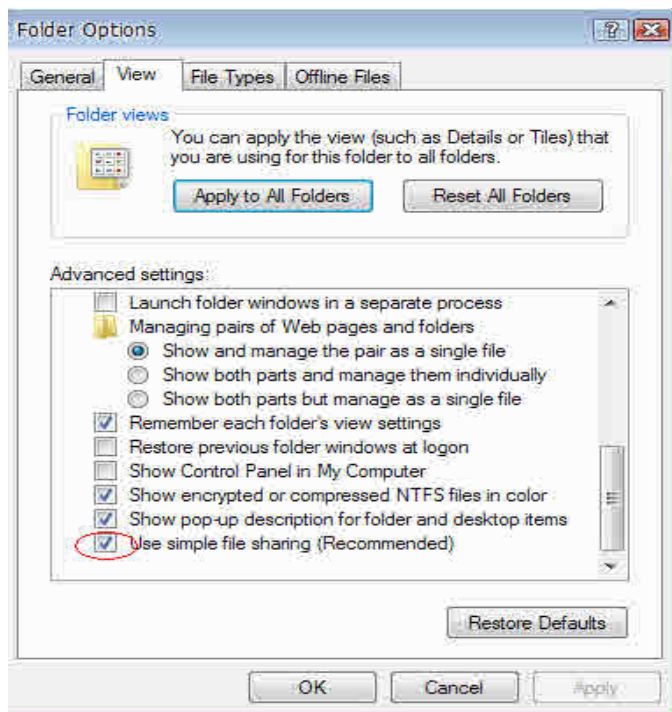 Folder Options
General View File Types Offline Files
Folder views
You can apply the view (such as Details or Tiles) that
you are using for this folder to all folders.
Apply to All Folders Reset All Folders
Advanced settings:
Launch folder windows in a separate process
Managing pairs of Web pages and folders
Show and manage the pair as a single file
Show both parts and manage them individually
Show both parts but manage as a single file
Remember each folder's view settings
Restore previous folder windows at logon
Show Control Panel in My Computer
Show encrypted or compressed NTFS files in color
Show pop-up description for folder and desktop items
Use simple file sharing (Recommended)
Restore Defaults
OK Cancel Apply